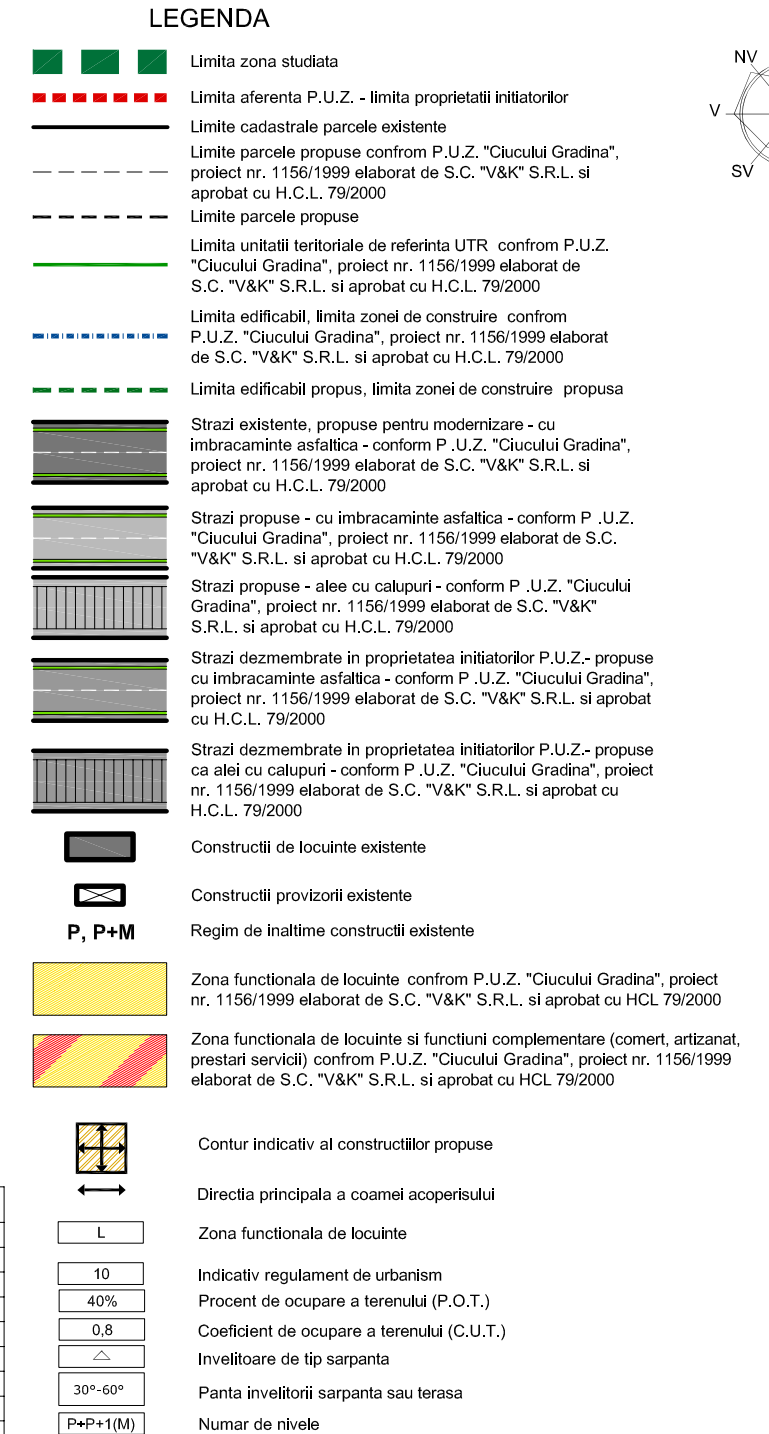 LEGENDA
Limita zona studiata
Limita aferenta P.U.Z. - limita proprietatii initiatorilor
Limite cadastrale parcele existente
Limite parcele propuse confrom P.U.Z. "Ciucului Gradina",
proiect nr. 1156/1999 elaborat de S.C. "V&K" S.R.L. si
aprobat cu H.C.L. 79/2000
Limite parcele propuse
Limita unitatii teritoriale de referinta UTR confrom P.U.Z.
"Ciucului Gradina", proiect nr. 1156/1999 elaborat de
S.C. "V&K" S.R.L. si aprobat cu H.C.L. 79/2000
Limita edificabil, limita zonei de construire confrom
P.U.Z. "Ciucului Gradina", proiect nr. 1156/1999 elaborat
de S.C. "V&K" S.R.L. si aprobat cu H.C.L. 79/2000
Limita edificabil propus, limita zonei de construire propusa
Strazi existente, propuse pentru modernizare - cu
imbracaminte asfaltica - conform P .U.Z. "Ciucului Gradina",
proiect nr. 1156/1999 elaborat de S.C. "V&K" S.R.L. si
aprobat cu H.C.L. 79/2000
Strazi propuse - cu imbracaminte asfaltica - conform P .U.Z.
"Ciucului Gradina", proiect nr. 1156/1999 elaborat de S.C.
"V&K" S.R.L. si aprobat cu H.C.L. 79/2000
Strazi propuse - alee cu calupuri - conform P .U.Z. "Ciucului
Gradina", proiect nr. 1156/1999 elaborat de S.C. "V&K"
S.R.L. si aprobat cu H.C.L. 79/2000
Strazi dezmembrate in proprietatea initiatorilor P.U.Z.- propuse
cu imbracaminte asfaltica - conform P .U.Z. "Ciucului Gradina",
proiect nr. 1156/1999 elaborat de S.C. "V&K" S.R.L. si aprobat
cu H.C.L. 79/2000
Strazi dezmembrate in proprietatea initiatorilor P.U.Z.- propuse
ca alei cu calupuri - conform P .U.Z. "Ciucului Gradina", proiect
nr. 1156/1999 elaborat de S.C. "V&K" S.R.L. si aprobat cu
H.C.L. 79/2000
Constructii de locuinte existente
Constructii provizorii existente
P, P+M Regim de inaltime constructii existente
Zona functionala de locuinte confrom P.U.Z. "Ciucului Gradina", proiect
nr. 1156/1999 elaborat de S.C. "V&K" S.R.L. si aprobat cu HCL 79/2000
Zona functionala de locuinte si functiuni complementare (comert, artizanat,
prestari servicii) confrom P.U.Z. "Ciucului Gradina", proiect nr. 1156/1999
elaborat de S.C. "V&K" S.R.L. si aprobat cu HCL 79/2000
Contur indicativ al constructiilor propuse
Directia principala a coamei acoperisului
L Zona functionala de locuinte
10 Indicativ regulament de urbanism
40% Procent de ocupare a terenului (P.O.T.)
0,8 Coeficient de ocupare a terenului (C.U.T.)
Invelitoare de tip sarpanta
30°-60° Panta invelitorii sarpanta sau terasa
P+P+1(M) Numar de nivele
NV
V
SV